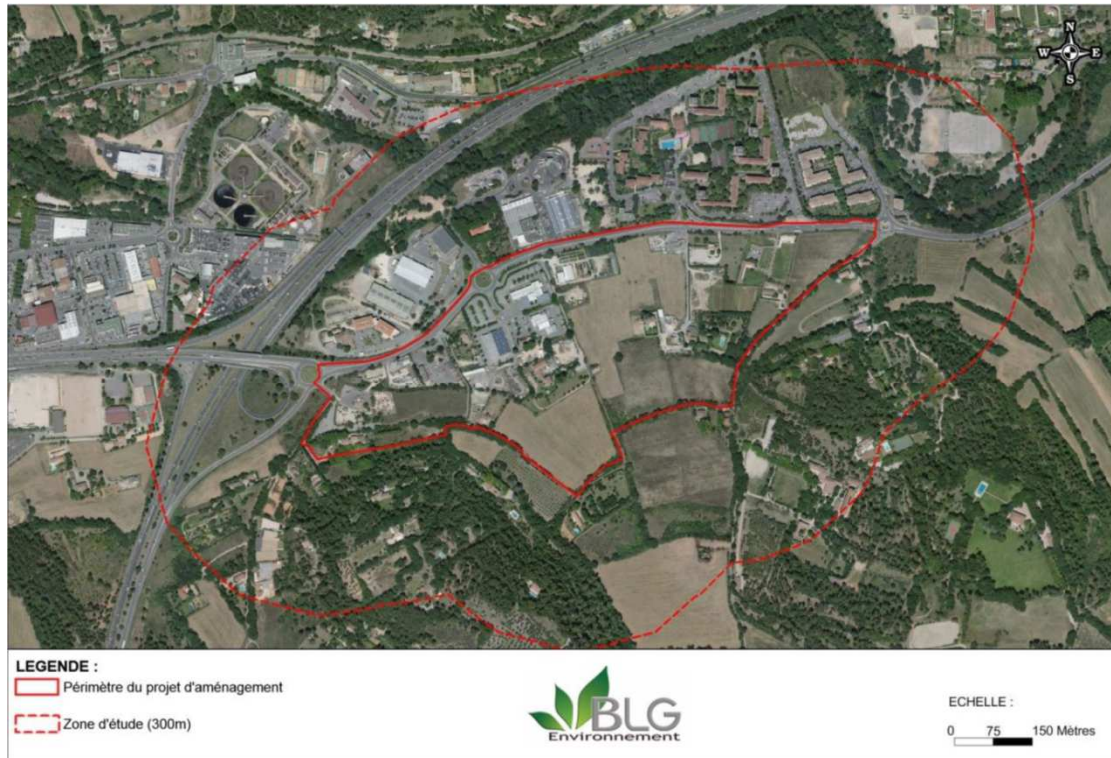 N
W E
S
LEGENDE :
Périmètre du projet d'aménagement
Zone d'étude (300m)
BLG
Environnement
ECHELLE :
0 75 150 Mètres